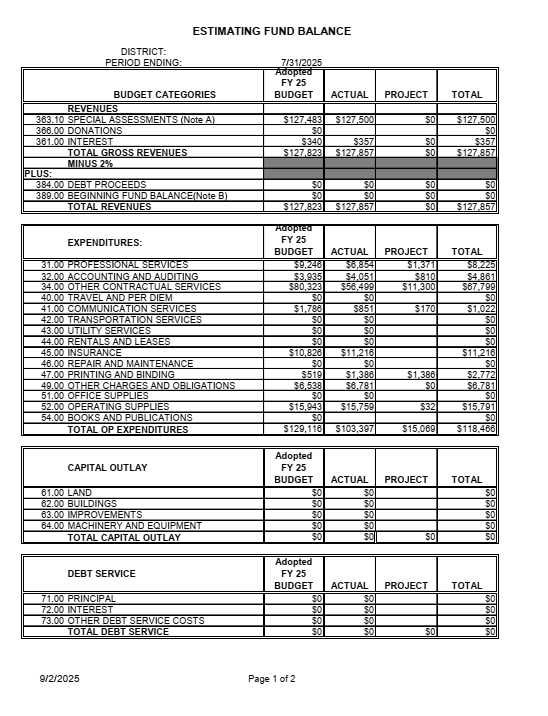 ESTIMATING FUND BALANCE
DISTRICT:
PERIOD ENDING: 7/31/2025
Adopted
FY 25
BUDGET CATEGORIES BUDGET ACTUAL PROJECT TOTAL
REVENUES
363.10 SPECIAL ASSESSMENTS (Note A) $127,483 $127,500 $0 $127,500
366.00 DONATIONS $0 $0
361.00 INTEREST $340 $357 $0 $357
TOTAL GROSS REVENUES $127,823 $127,857 $0 $127,857
MINUS 2%
PLUS:
384.00 DEBT PROCEEDS $0 $0 $0 $0
389.00 BEGINNING FUND BALANCE(Note B) $0 $0 $0 $0
TOTAL REVENUES $127,823 $127,857 $0 $127,857
Adopted
FY 25
EXPENDITURES: BUDGET ACTUAL PROJECT TOTAL
31.00 PROFESSIONAL SERVICES $9,246 $6,854 $1,371 $8,225
32.00 ACCOUNTING AND AUDITING $3,935 $4,051 $810 $4,861
34.00 OTHER CONTRACTUAL SERVICES $80,323 $56,499 $11,300 $67,799
40.00 TRAVEL AND PER DIEM $0 $0 $0
41.00 COMMUNICATION SERVICES $1,786 $851 $170 $1,022
42.00 TRANSPORTATION SERVICES $0 $0 $0
43.00 UTILITY SERVICES $0 $0 $0
44.00 RENTALS AND LEASES $0 $0 $0
45.00 INSURANCE $10,826 $11,216 $11,216
46.00 REPAIR AND MAINTENANCE $0 $0 $0
47.00 PRINTING AND BINDING $519 $1,386 $1,386 $2,772
49.00 OTHER CHARGES AND OBLIGATIONS $6,538 $6,781 $0 $6,781
51.00 OFFICE SUPPLIES $0 $0 $0
52.00 OPERATING SUPPLIES $15,943 $15,759 $32 $15,791
54.00 BOOKS AND PUBLICATIONS $0 $0 $0
TOTAL OP EXPENDITURES $129,116 $103,397 $15,069 $118,466
Adopted
CAPITAL OUTLAY FY 25
BUDGET ACTUAL PROJECT TOTAL
61.00 LAND $0 $0 $0
62.00 BUILDINGS $0 $0 $0
63.00 IMPROVEMENTS $0 $0 $0
64.00 MACHINERY AND EQUIPMENT $0 $0 $0
TOTAL CAPITAL OUTLAY $0 $0 $0 $0
Adopted
DEBT SERVICE FY 25
BUDGET ACTUAL PROJECT TOTAL
71.00 PRINCIPAL $0 $0 $0
72.00 INTEREST $0 $0 $0
73.00 OTHER DEBT SERVICE COSTS $0 $0 $0
TOTAL DEBT SERVICE $0 $0 $0 $0
9/2/2025 Page 1 of 2